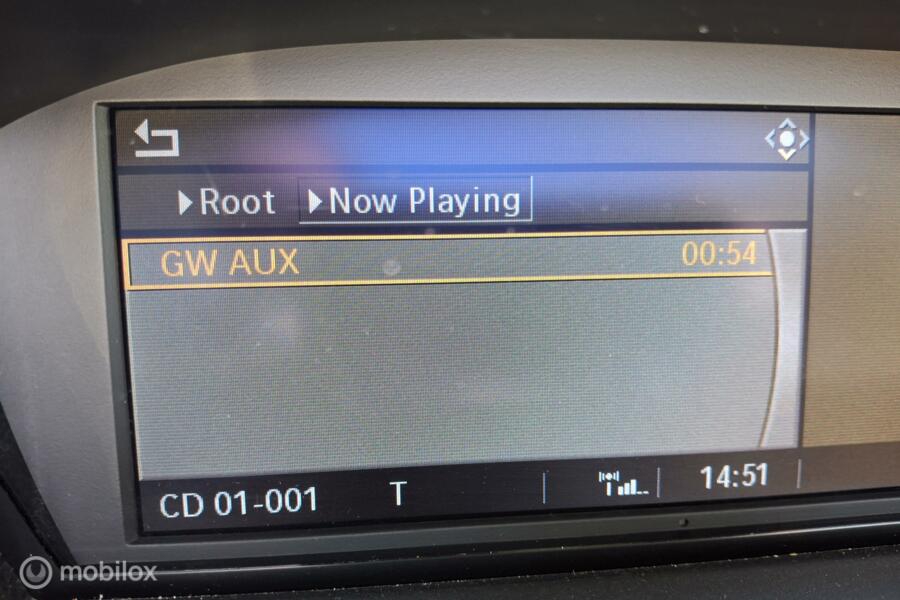 Root Now Playing
GW AUX 00:54
CD 01-001 T 14:51
mobilox